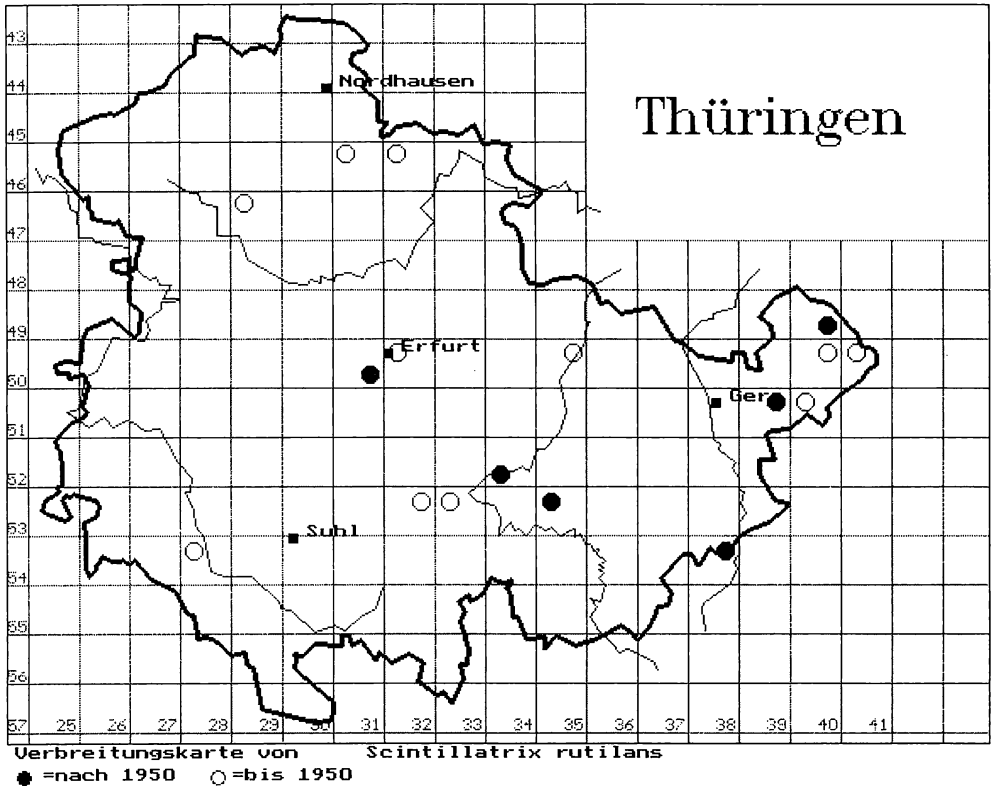 Thüringen
43
44
45
46
47
48
49
50
51
52
53
54
55
56
57 25 26 27 28 29 30 31 32 33 34 35 36 37 38 39 40 41
Nordhausen
Erfurt
Gera
Suhl
Verbreitungskarte von Scintillatrix rutilans
=nach 1950 =bis 1950